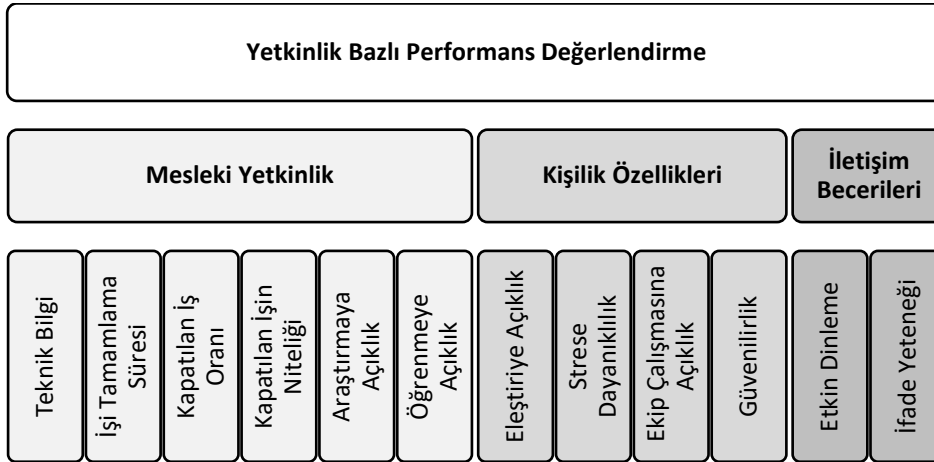 Yetkinlik Bazlı Performans Değerlendirme
Mesleki Yetkinlik
Kişilik Özellikleri
İletişim
Becerileri
Teknik Bilgi
İşi Tamamlama
Süresi
Kapatılan İş
Oranı
Kapatılan İşin
Niteliği
Araştırmaya
Açıklık
Öğrenmeye
Açıklık
Eleştiriye Açıklık
Strese
Dayanıklılık
Ekip Çalışmasına
Açıklık
Güvenilirlik
Etkin Dinleme
İfade Yeteneği